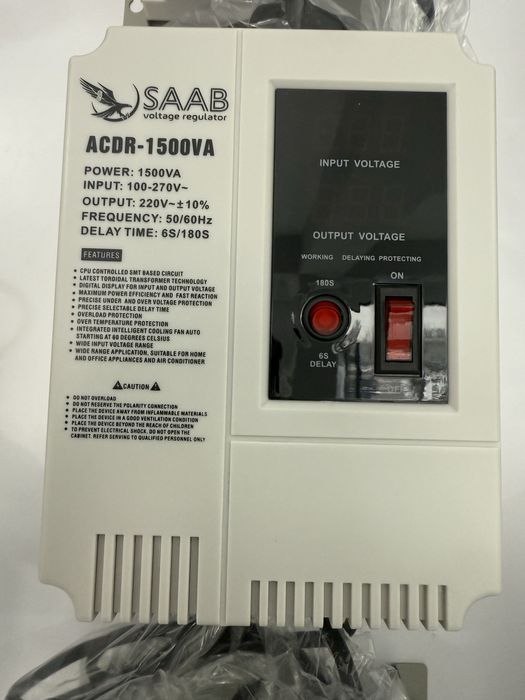 SAAB
voltage regulator
ACDR-1500VA
POWER: 1500VA
INPUT: 100-270V~
OUTPUT: 220V~±10%
FREQUENCY: 50/60Hz
DELAY TIME: 6S/180S
FEATURES
• CPU CONTROLLED SMT BASED CIRCUIT
• LATEST TOROIDAL TRANSFORMER TECHNOLOGY
• DIGITAL DISPLAY FOR INPUT AND OUTPUT VOLTAGE
• MAXIMUM POWER EFFICIENCY AND FAST REACTION
• PRECISE UNDER AND OVER VOLTAGE PROTECTION
• PRECISE SELECTABLE DELAY TIME
• OVERLOAD PROTECTION
• OVER TEMPERATURE PROTECTION
• INTEGRATED INTELLIGENT COOLING FAN AUTO
STARTING AT 60 DEGREES CELSIUS
• WIDE INPUT VOLTAGE RANGE
• WIDE RANGE APPLICATION, SUITABLE FOR HOME
AND OFFICE APPLIANCES AND AIR CONDITIONER
CAUTION
• DO NOT OVERLOAD
• DO NOT RESERVE THE POLARITY CONNECTION
• PLACE THE DEVICE AWAY FROM INFLAMMABLE MATERIALS
• PLACE THE DEVICE IN A GOOD VENTILATION CONDITION
• PLACE THE DEVICE BEYOND THE REACH OF CHILDREN
• TO PREVENT ELECTRICAL SHOCK, DO NOT OPEN THE
CABINET. REFER SERVING TO QUALIFIED PERSONNEL ONLY
INPUT VOLTAGE
OUTPUT VOLTAGE
WORKING DELAYING PROTECTING
ON
180S
6S
DELAY